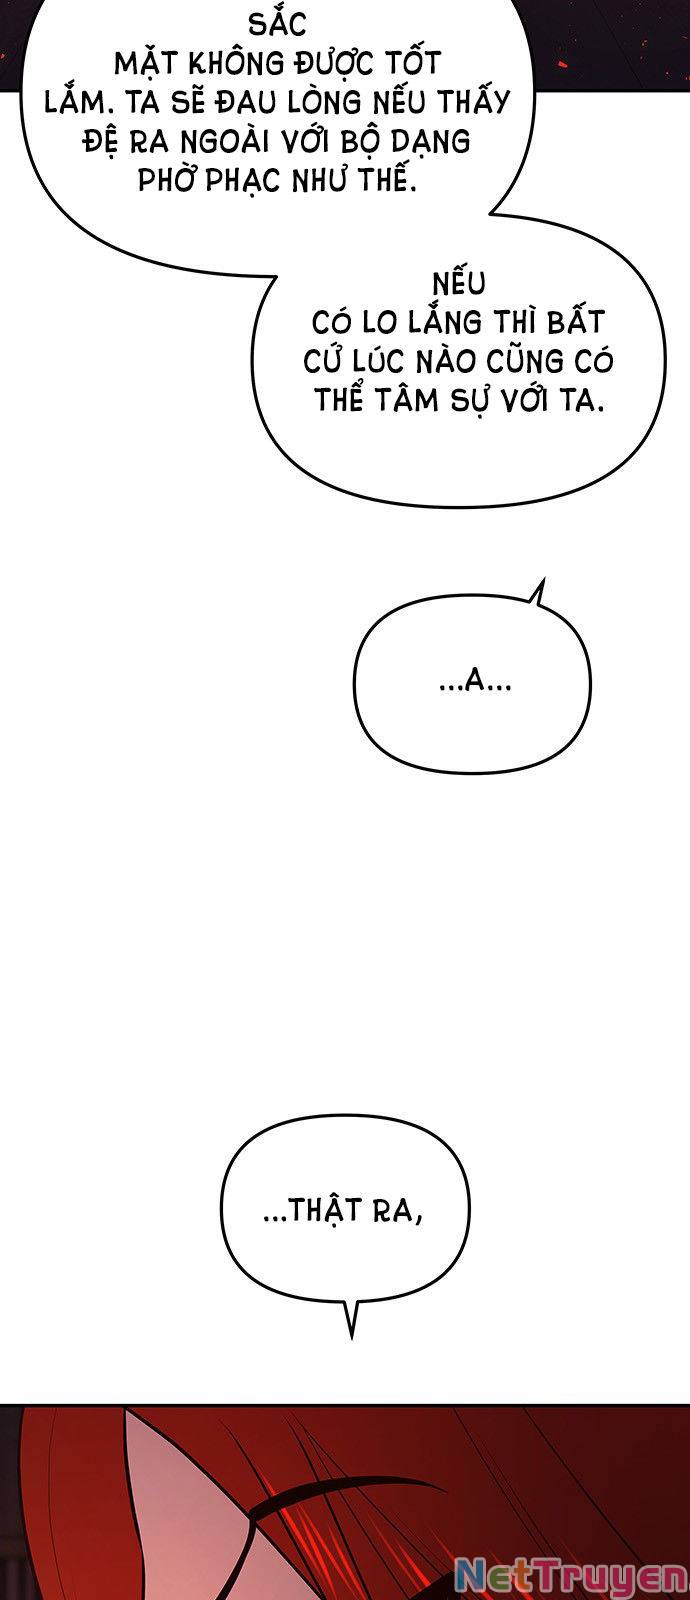 SẮC
MẶT KHÔNG ĐƯỢC TỐT
LẮM. TA SẼ ĐAU LÒNG NẾU THẤY
ĐỆ RA NGOÀI VỚI BỘ DẠNG
PHỜ PHẠC NHƯ THẾ.
NẾU
CÓ LO LẮNG THÌ BẤT
CỨ LÚC NÀO CŨNG CÓ
THỂ TÂM SỰ VỚI TA.
...A...
...THẬT RA,
NetTruyen